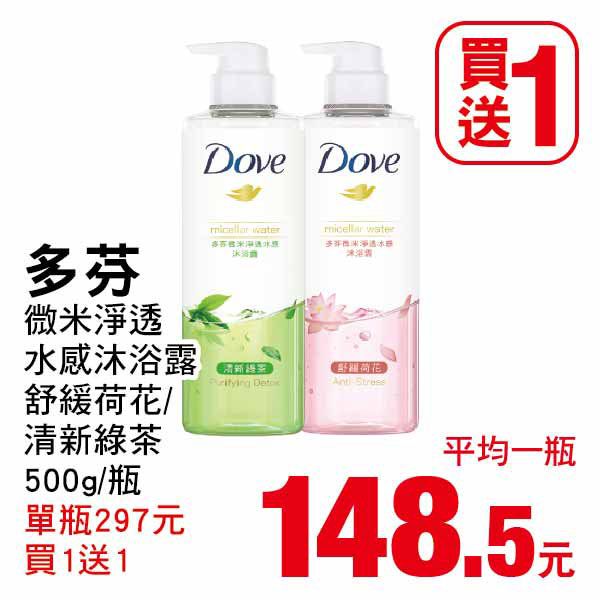 買
送
1
Dove
micellar water
多芬微米淨透水感
沐浴露
清新綠茶
Purifying Detox
Dove
micellar water
多芬微米淨透水感
沐浴露
舒緩荷花
Anti-Stress
多芬
微米淨透
水感沐浴露
舒緩荷花/
清新綠茶
500g/瓶
單瓶297元
買1送1
平均一瓶
148.5元